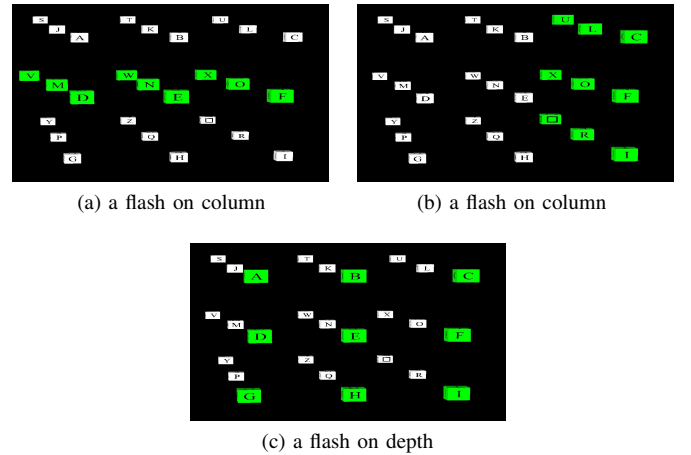 S T U
J K L
A B C
V W X
M N O
D E F
Y Z
P Q R
G H I
(a) a flash on column
S T U
J K L
A B C
V W X
M N O
D E F
Y Z
P Q R
G H I
(b) a flash on column
S T U
J K L
A B C
V W X
M N O
D E F
Y Z
P Q R
G H I
(c) a flash on depth